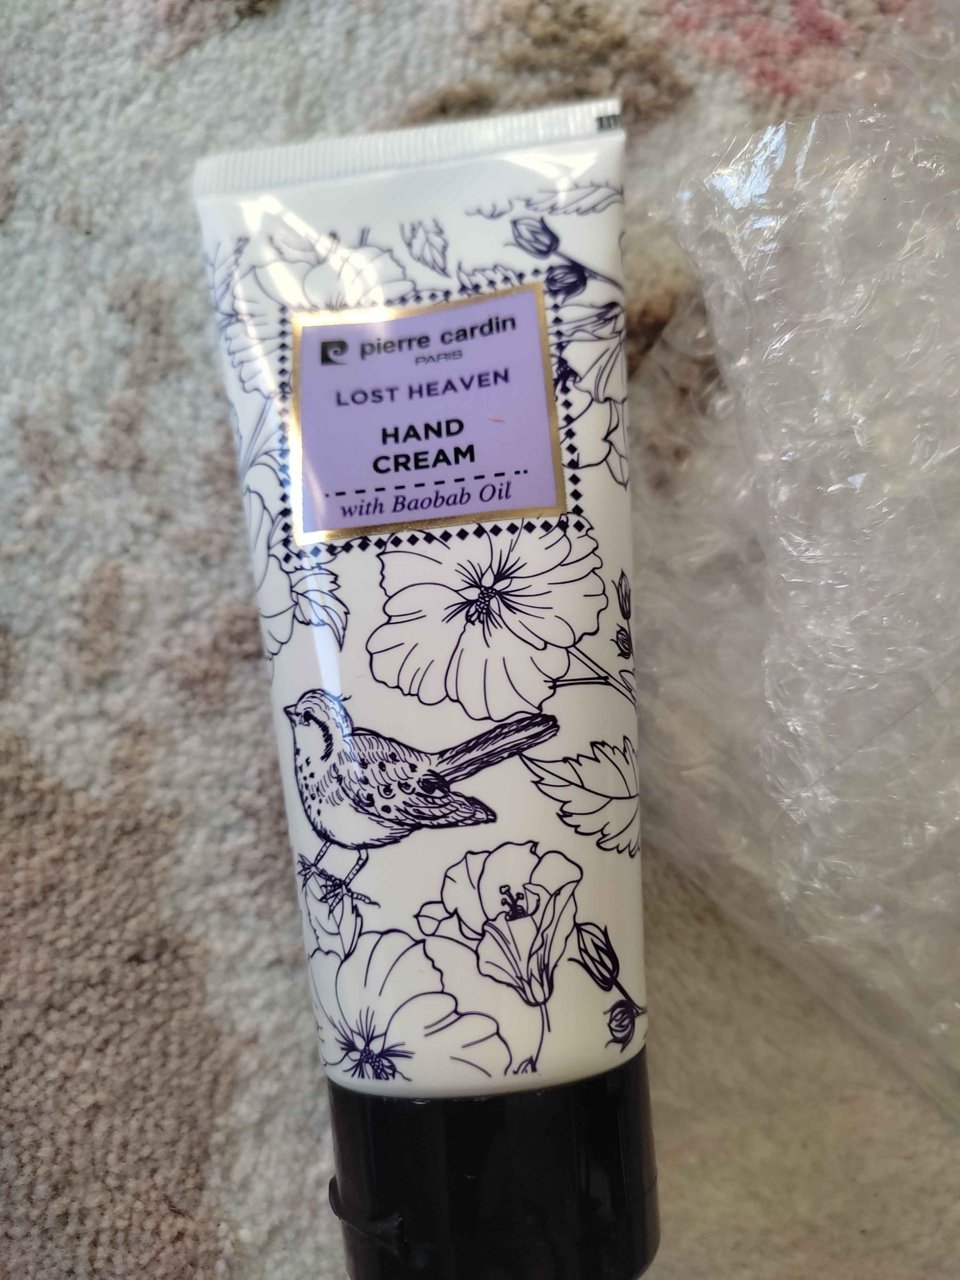 pierre cardin
PARIS
LOST HEAVEN
HAND
CREAM
with Baobab Oil